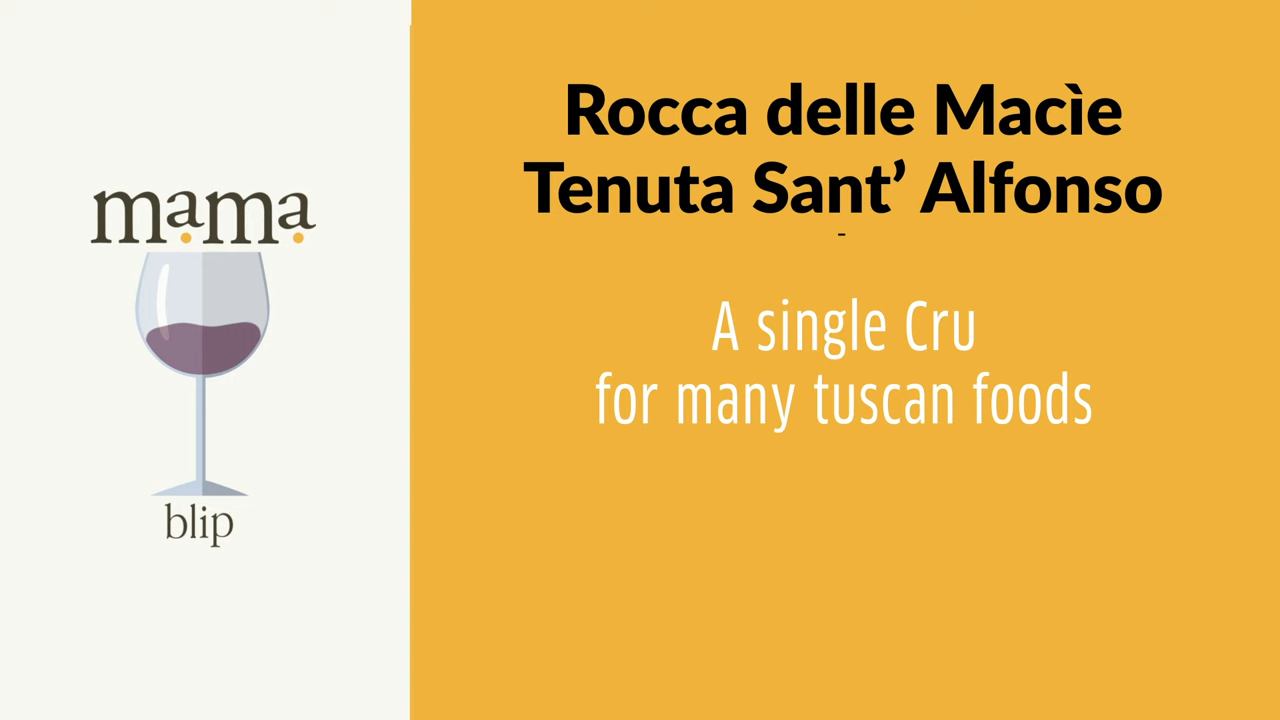 mama
blip
Rocca delle Macìe
Tenuta Sant’ Alfonso
-
A single Cru
for many tuscan foods